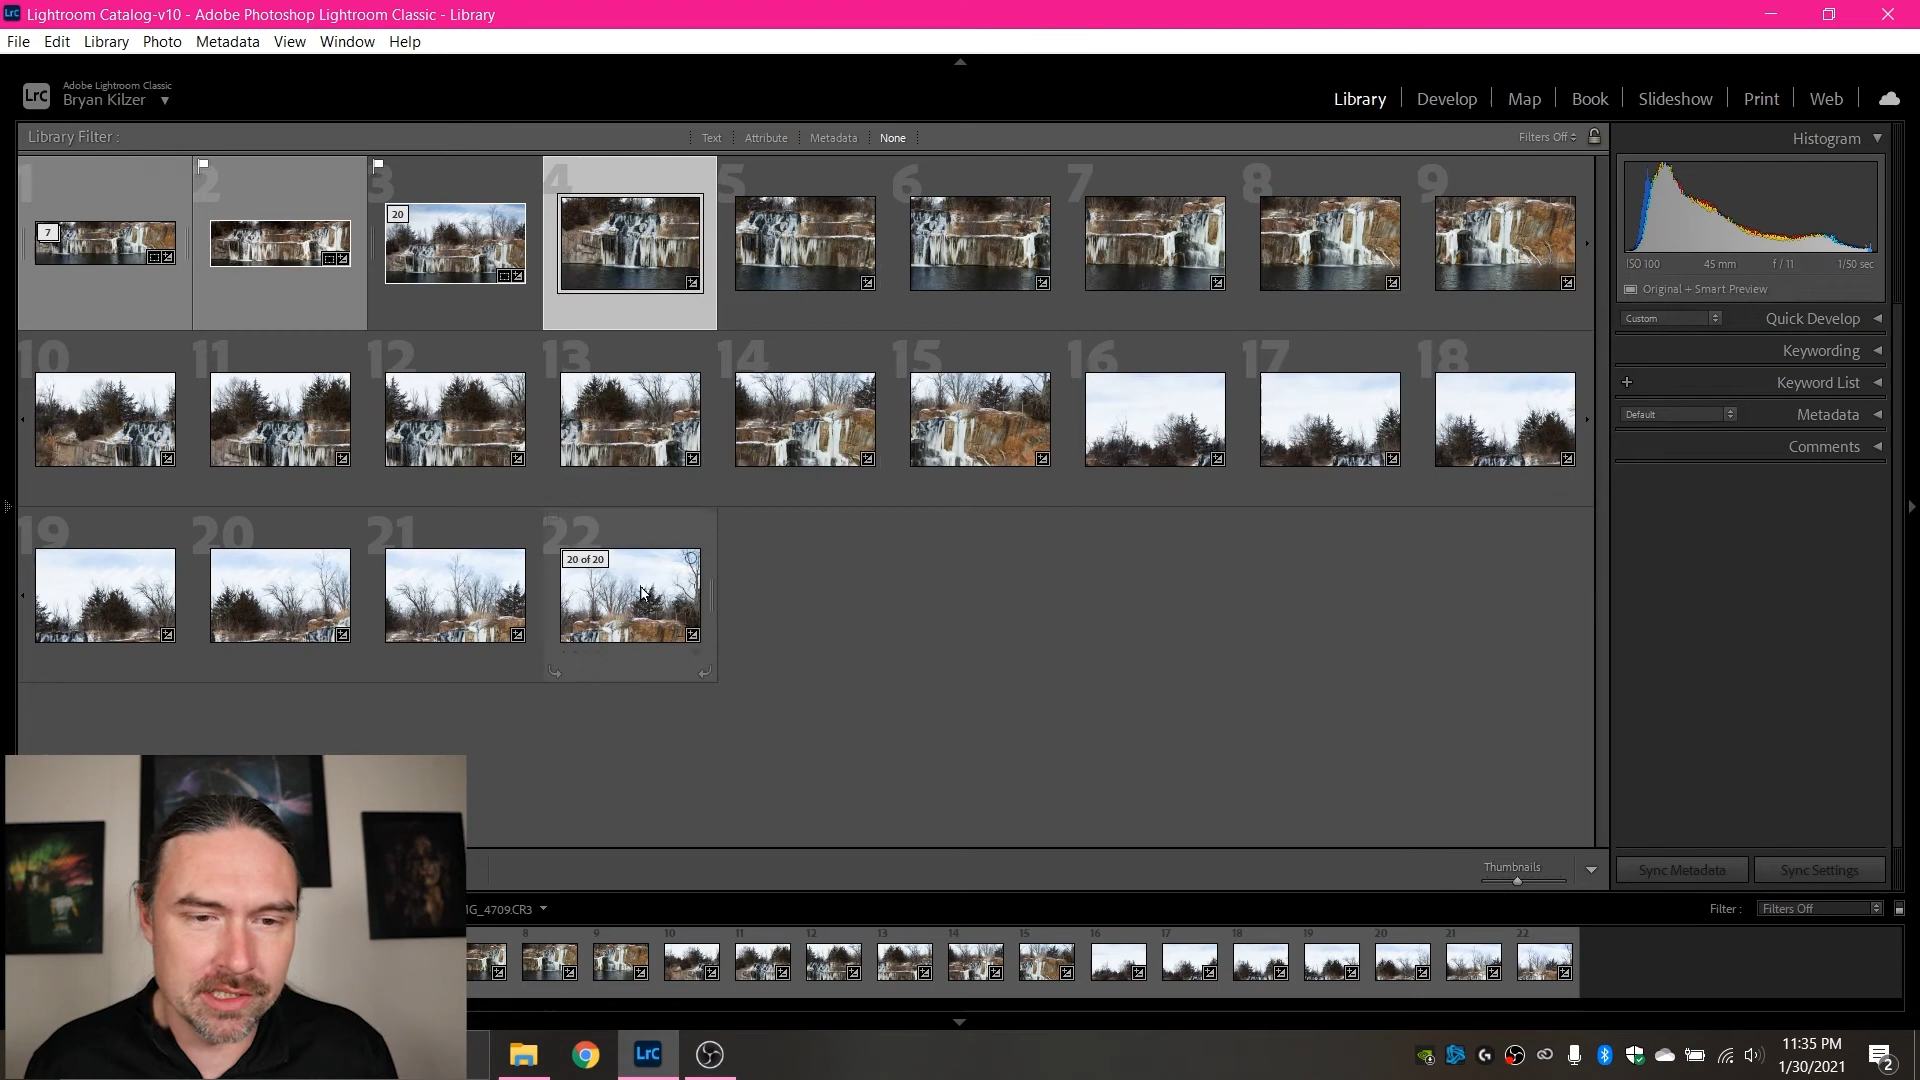 Lightroom Catalog-v10 - Adobe Photoshop Lightroom Classic - Library
File Edit Library Photo Metadata View Window Help
LrC
Adobe Lightroom Classic
Bryan Kilzer
Library Develop Map Book Slideshow Print Web
Library Filter : Text Attribute Metadata None Filters Off
Histogram
1 2 3 4 5 6 7 8 9
7
20
ISO 100 45 mm f / 11 1/50 sec
Original + Smart Preview
Custom Quick Develop
Keywording
Keyword List
Default Metadata
Comments
10 11 12 13 14 15 16 17 18
19 20 21 22
20 of 20
Thumbnails
Sync Metadata Sync Settings
MG_4709.CR3
Filter : Filters Off
8 9 10 11 12 13 14 15 16 17 18 19 20 21 22
LrC
11:35 PM
1/30/2021
2